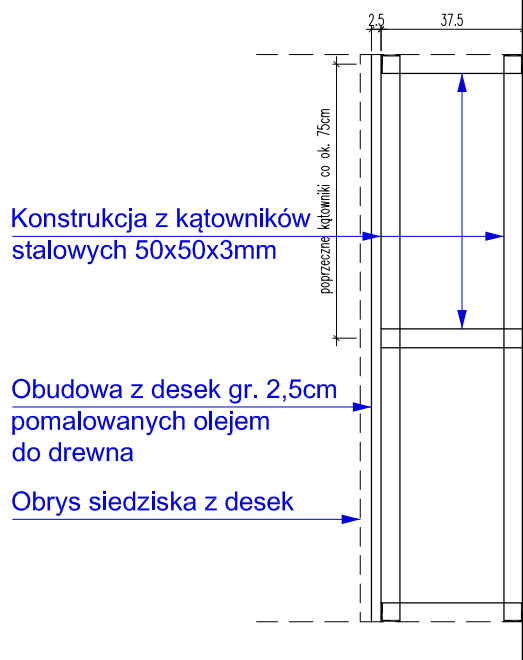 2.5
37.5
poprzeczne kątowniki co ok. 75cm
Konstrukcja z kątowników
stalowych 50x50x3mm
Obudowa z desek gr. 2,5cm
pomalowanych olejem
do drewna
Obrys siedziska z desek